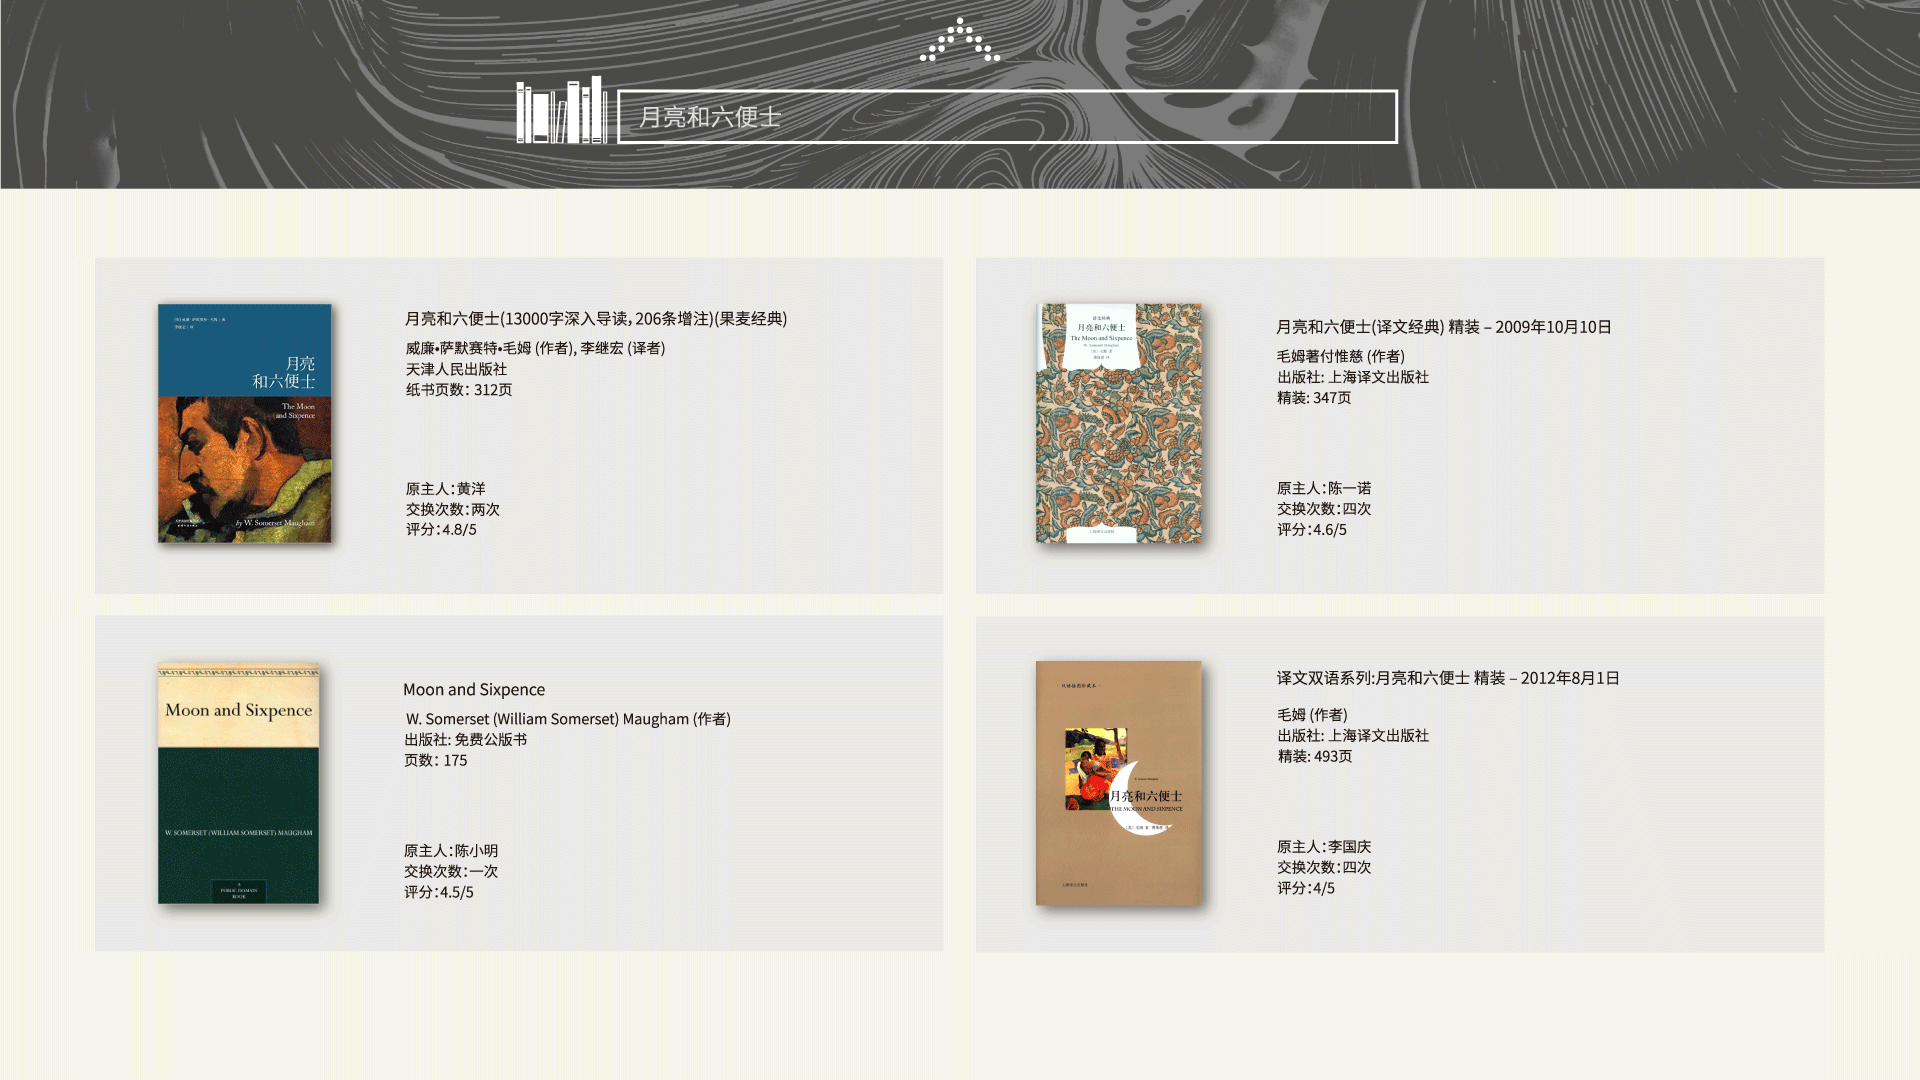 月亮和六便士
月亮
和六便士
The Moon
and Sixpence
by W. Somerset Maugham
月亮和六便士(13000字深入导读，206条增注)(果麦经典)
威廉•萨默赛特•毛姆 (作者), 李继宏 (译者)
天津人民出版社
纸书页数： 312页
原主人：黄洋
交换次数：两次
评分：4.8/5
译文经典
月亮和六便士
The Moon and Sixpence
W. Somerset Maugham
上海译文出版社
月亮和六便士(译文经典) 精装 – 2009年10月10日
毛姆著付惟慈 (作者)
出版社: 上海译文出版社
精装: 347页
原主人：陈一诺
交换次数：四次
评分：4.6/5
Moon and Sixpence
W. SOMERSET (WILLIAM SOMERSET) MAUGHAM
A
PUBLIC DOMAIN
BOOK
Moon and Sixpence
W. Somerset (William Somerset) Maugham (作者)
出版社: 免费公版书
页数： 175
原主人：陈小明
交换次数：一次
评分：4.5/5
月亮和六便士
THE MOON AND SIXPENCE
上海译文出版社
译文双语系列:月亮和六便士 精装 – 2012年8月1日
毛姆 (作者)
出版社: 上海译文出版社
精装: 493页
原主人：李国庆
交换次数：四次
评分：4/5